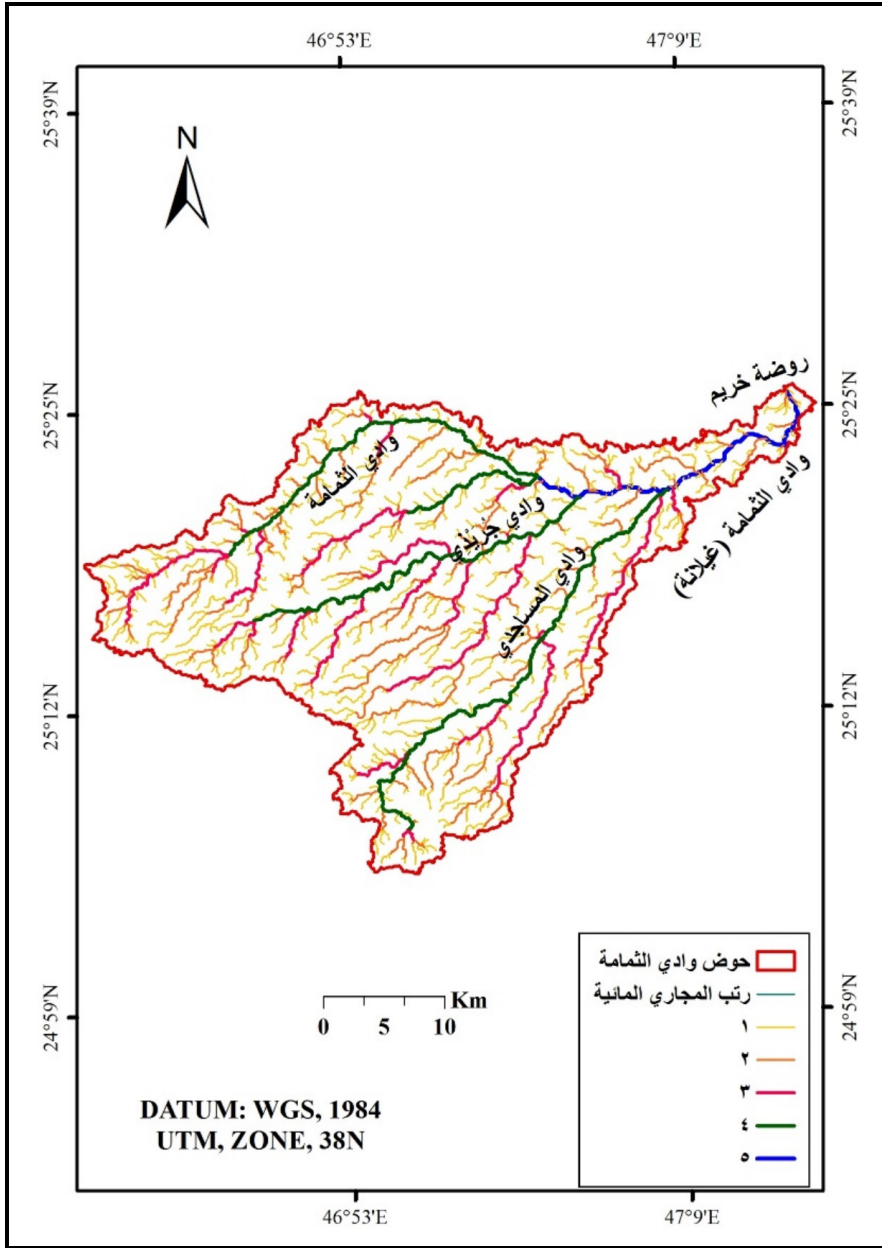 46°53'E
47°9'E
25°39'N
25°39'N
N
روضة خريم
25°25'N
25°25'N
وادي الثمامة
وادي الثمامة (غيلانة)
وادي جُريْذي
وادي المساجدي
25°12'N
25°12'N
حوض وادي الثمامة
رتب المجاري المائية
١
٢
٣
٤
٥
Km
0 5 10
24°59'N
24°59'N
DATUM: WGS, 1984
UTM, ZONE, 38N
46°53'E
47°9'E